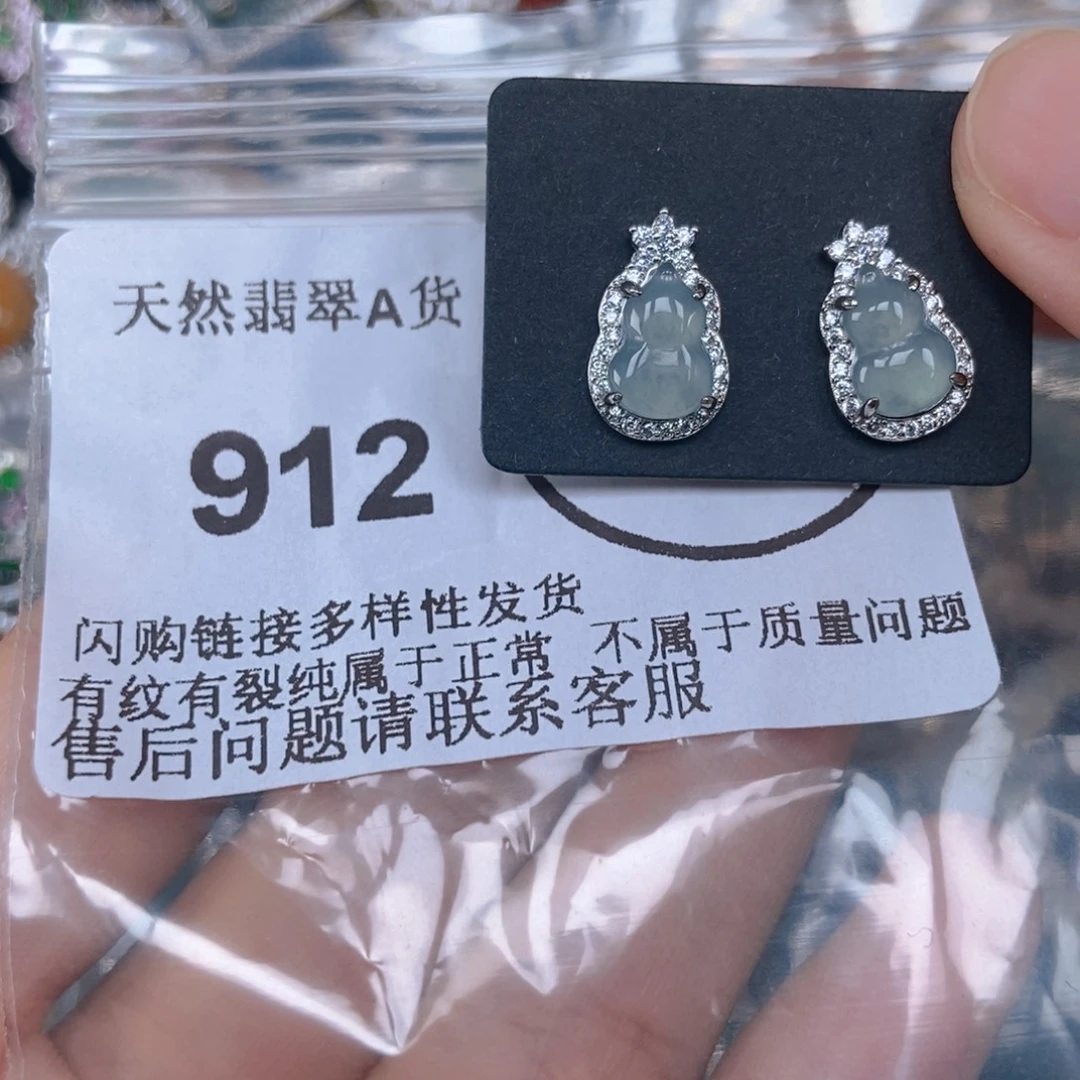 天然翡翠A货
912
闪购链接多样性发货
有纹有裂纯属于正常 不属于质量问题
售后问题请联系客服